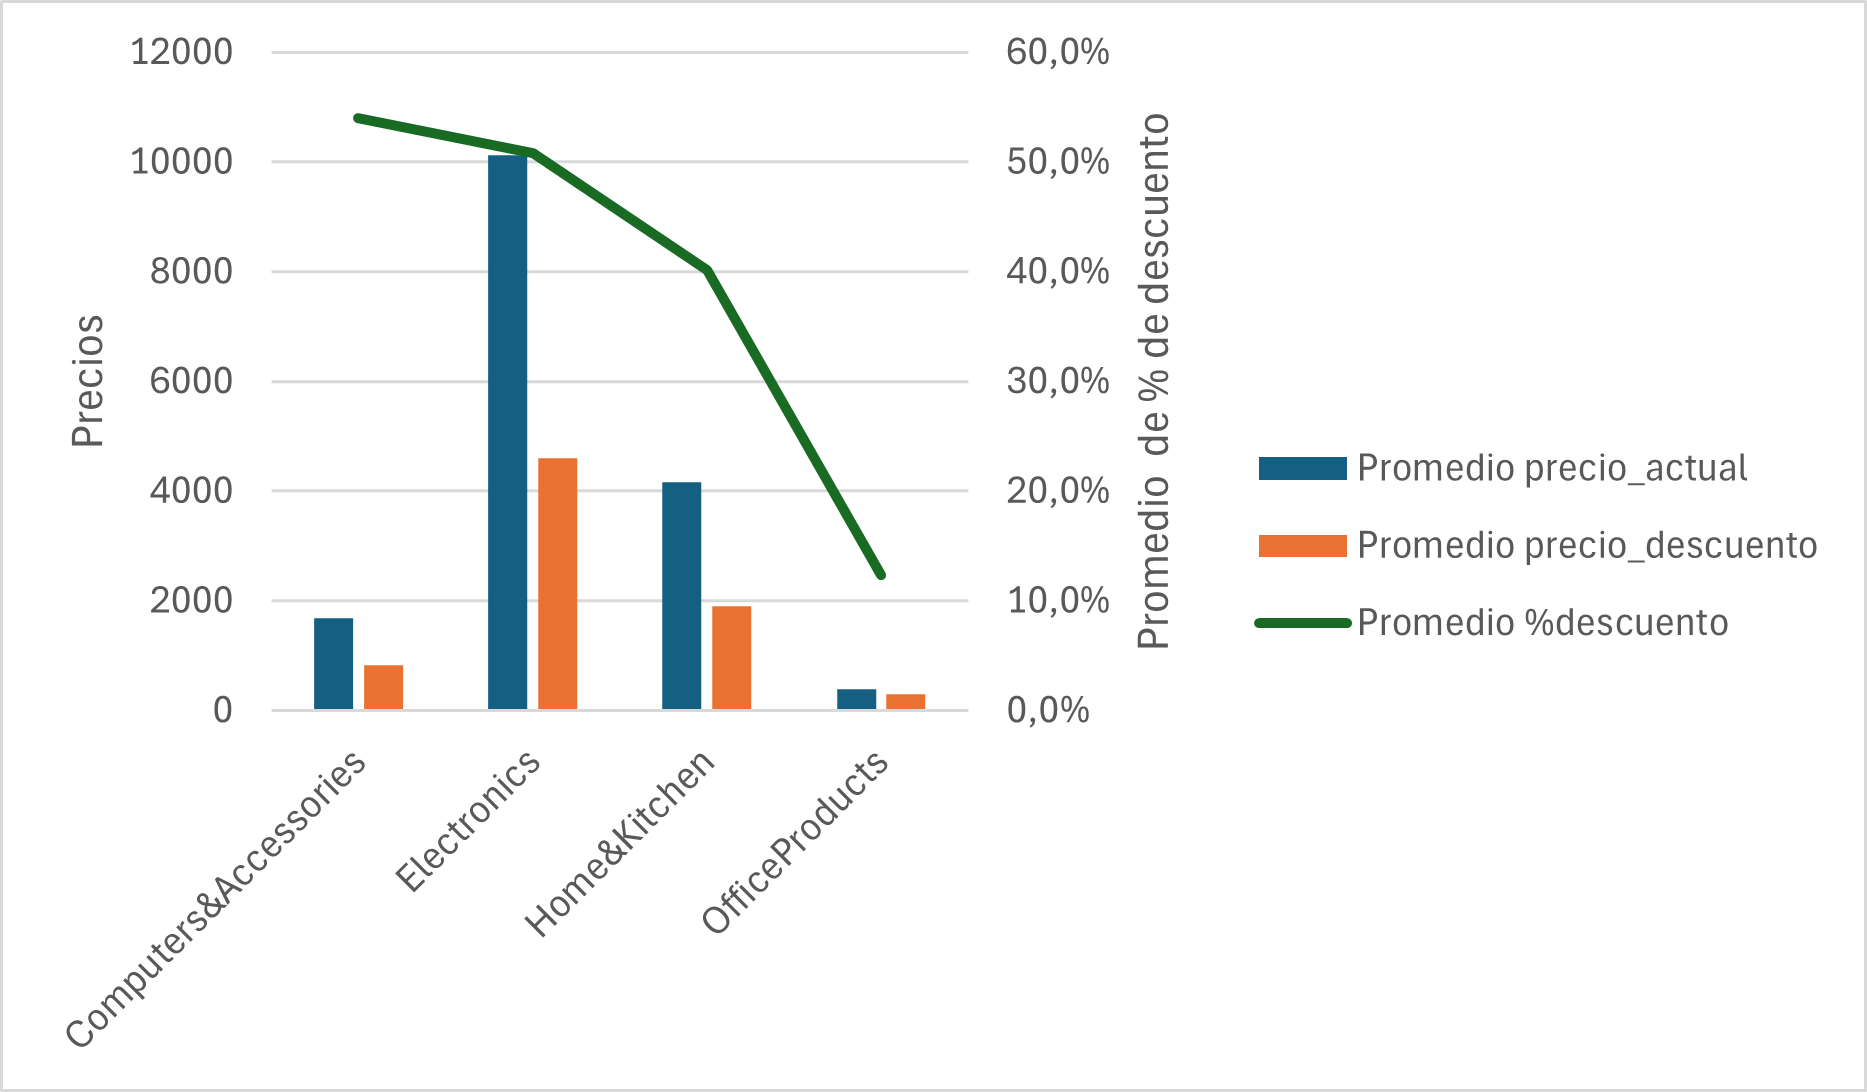 12000
10000
8000
6000
4000
2000
0
Precios
60,0%
50,0%
40,0%
30,0%
20,0%
10,0%
0,0%
Promedio de % de descuento
Computers&Accessories
Electronics
Home&Kitchen
OfficeProducts
Promedio precio_actual
Promedio precio_descuento
Promedio %descuento